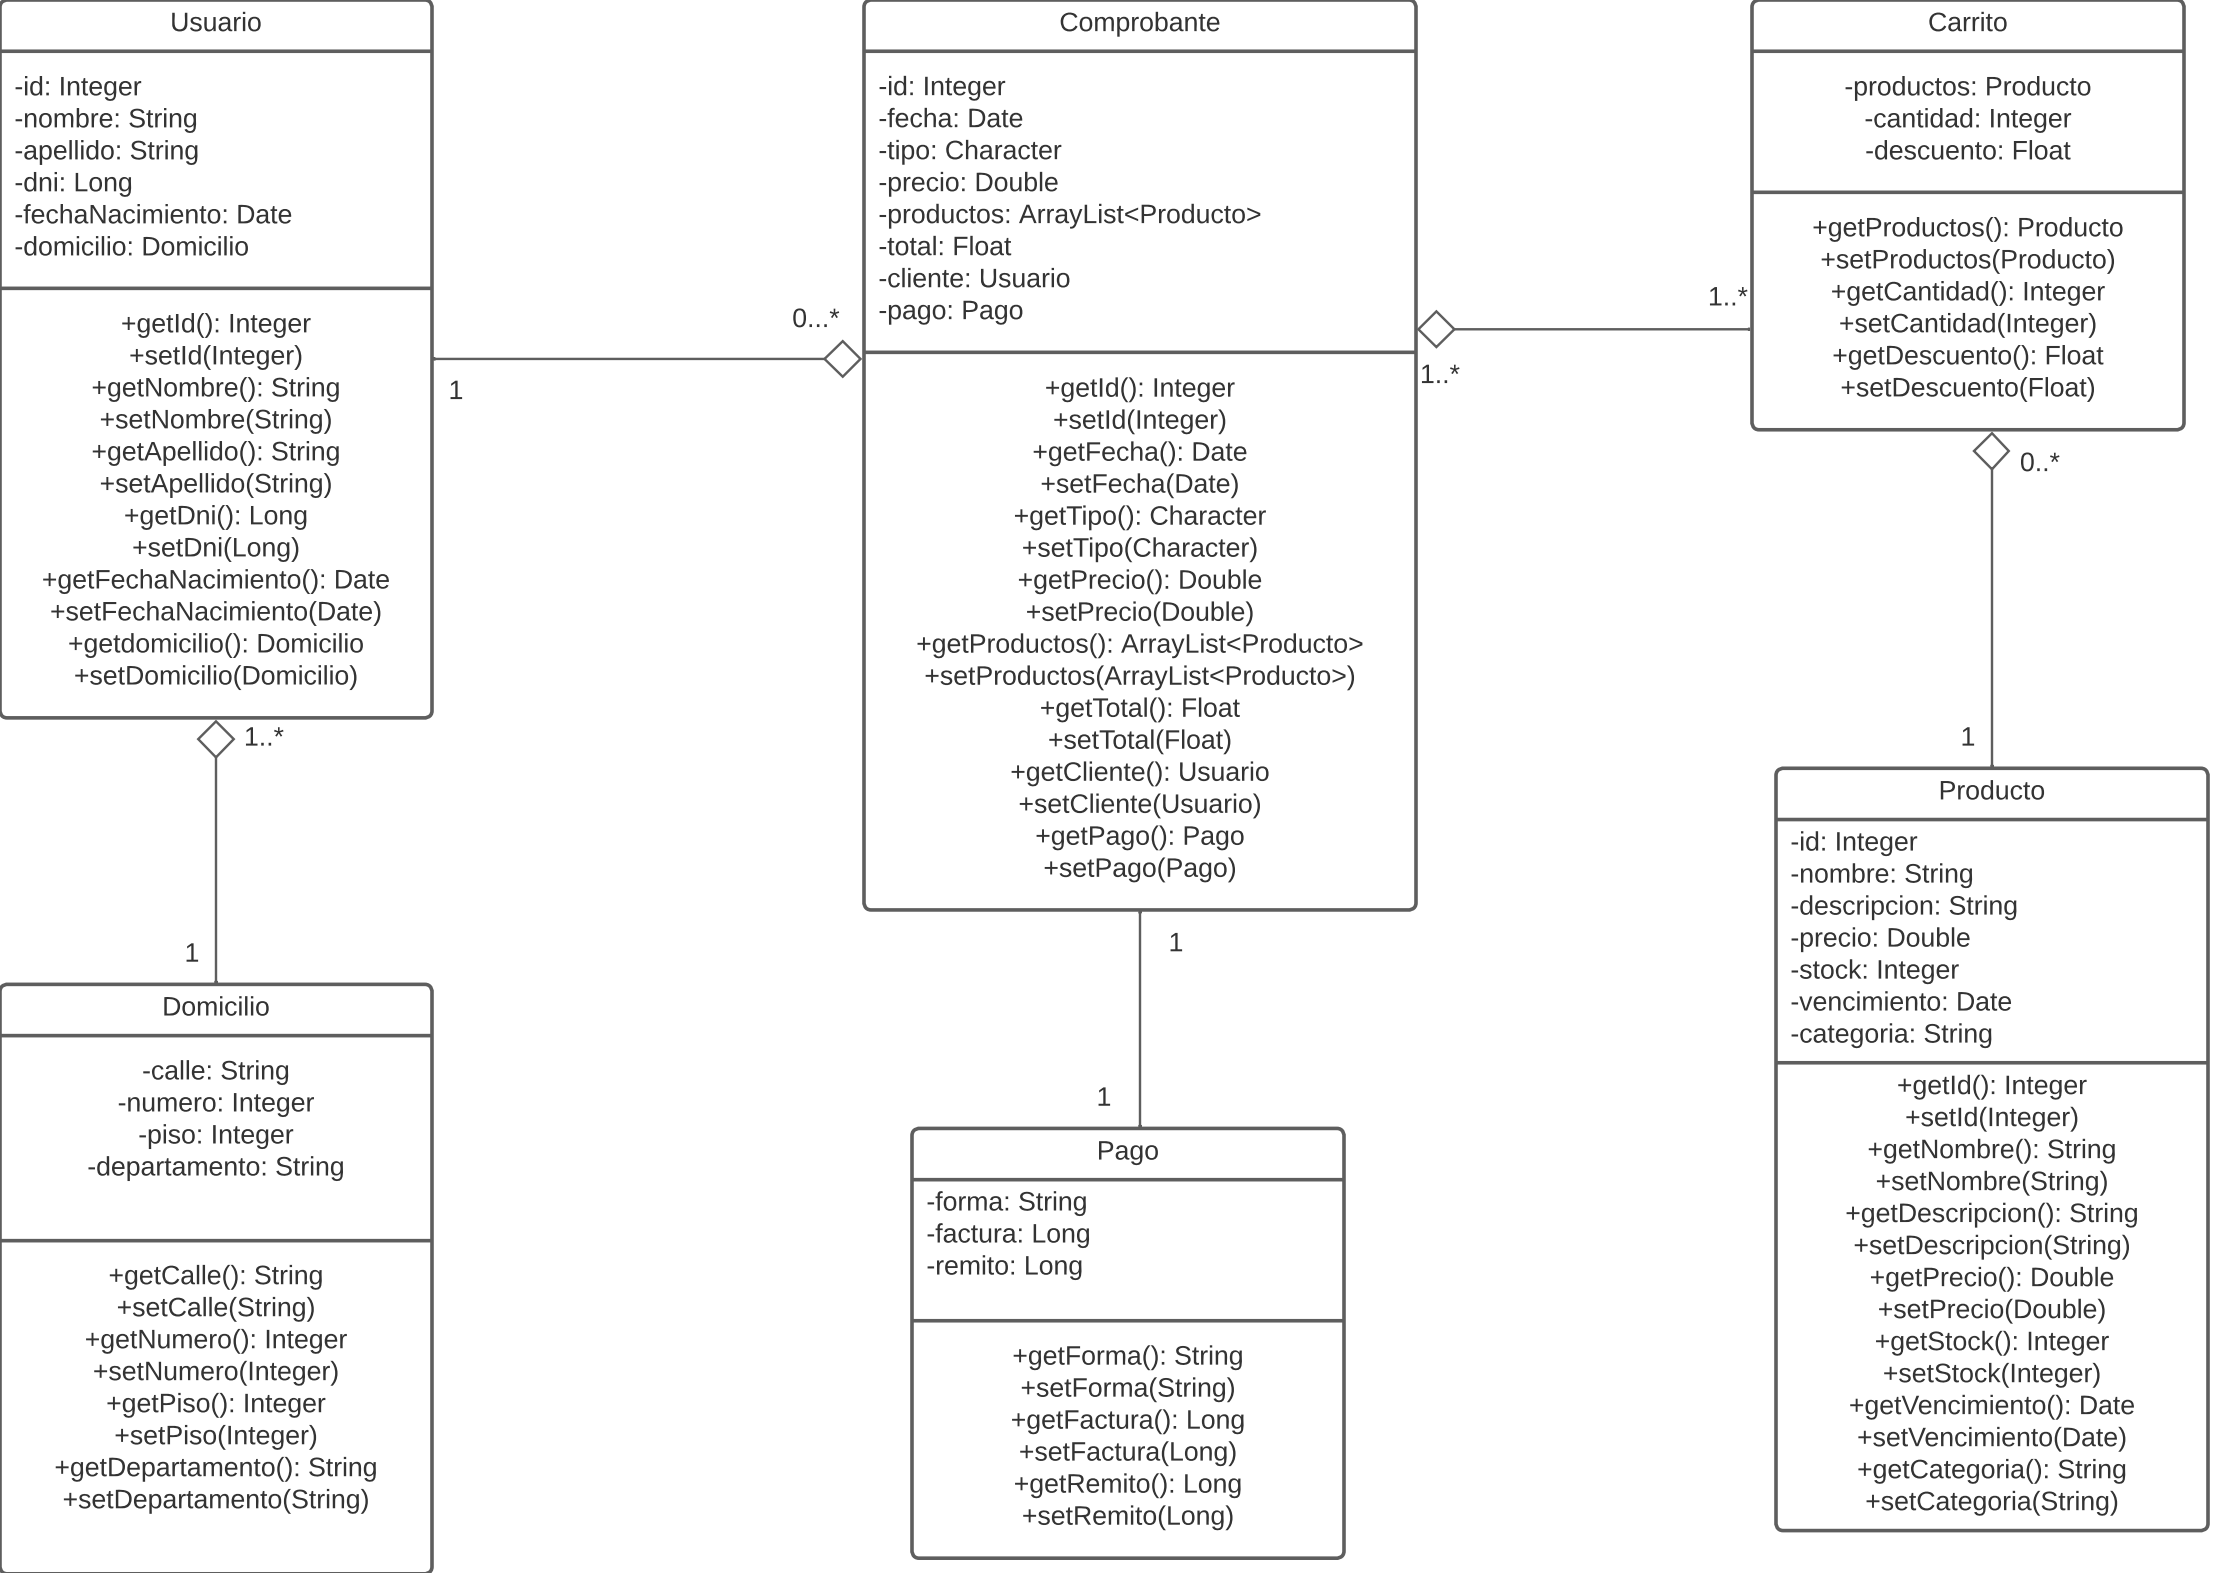 Usuario
-id: Integer
-nombre: String
-apellido: String
-dni: Long
-fechaNacimiento: Date
-domicilio: Domicilio
+getId(): Integer
+setId(Integer)
+getNombre(): String
+setNombre(String)
+getApellido(): String
+setApellido(String)
+getDni(): Long
+setDni(Long)
+getFechaNacimiento(): Date
+setFechaNacimiento(Date)
+getdomicilio(): Domicilio
+setDomicilio(Domicilio)
1..*
1
Domicilio
-calle: String
-numero: Integer
-piso: Integer
-departamento: String
+getCalle(): String
+setCalle(String)
+getNumero(): Integer
+setNumero(Integer)
+getPiso(): Integer
+setPiso(Integer)
+getDepartamento(): String
+setDepartamento(String)
0...*
1
Comprobante
-id: Integer
-fecha: Date
-tipo: Character
-precio: Double
-productos: ArrayList<Producto>
-total: Float
-cliente: Usuario
-pago: Pago
+getId(): Integer
+setId(Integer)
+getFecha(): Date
+setFecha(Date)
+getTipo(): Character
+setTipo(Character)
+getPrecio(): Double
+setPrecio(Double)
+getProductos(): ArrayList<Producto>
+setProductos(ArrayList<Producto>)
+getTotal(): Float
+setTotal(Float)
+getCliente(): Usuario
+setCliente(Usuario)
+getPago(): Pago
+setPago(Pago)
1
1
Pago
-forma: String
-factura: Long
-remito: Long
+getForma(): String
+setForma(String)
+getFactura(): Long
+setFactura(Long)
+getRemito(): Long
+setRemito(Long)
1..*
1..*
Carrito
-productos: Producto
-cantidad: Integer
-descuento: Float
+getProductos(): Producto
+setProductos(Producto)
+getCantidad(): Integer
+setCantidad(Integer)
+getDescuento(): Float
+setDescuento(Float)
0..*
1
Producto
-id: Integer
-nombre: String
-descripcion: String
-precio: Double
-stock: Integer
-vencimiento: Date
-categoria: String
+getId(): Integer
+setId(Integer)
+getNombre(): String
+setNombre(String)
+getDescripcion(): String
+setDescripcion(String)
+getPrecio(): Double
+setPrecio(Double)
+getStock(): Integer
+setStock(Integer)
+getVencimiento(): Date
+setVencimiento(Date)
+getCategoria(): String
+setCategoria(String)